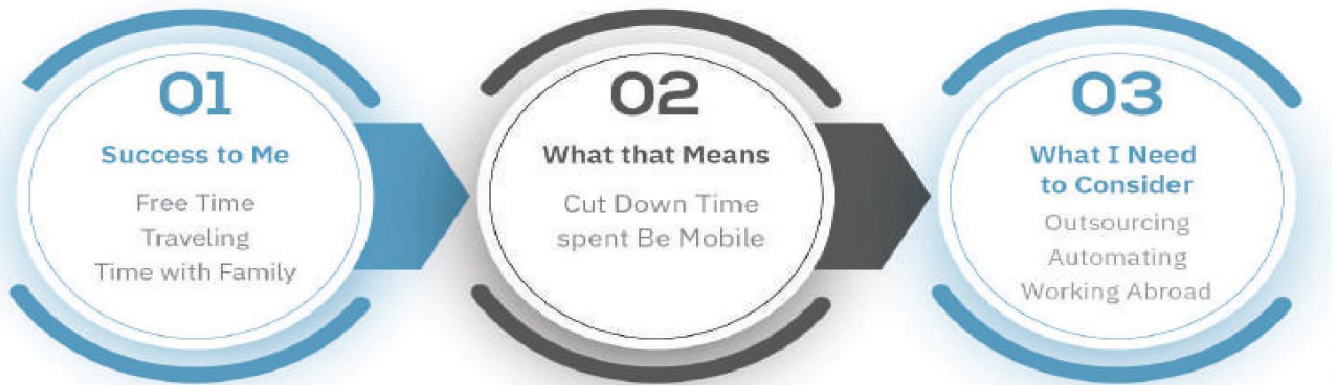 01
Success to Me
Free Time
Traveling
Time with Family
02
What that Means
Cut Down Time
spent Be Mobile
03
What I Need
to Consider
Outsourcing
Automating
Working Abroad